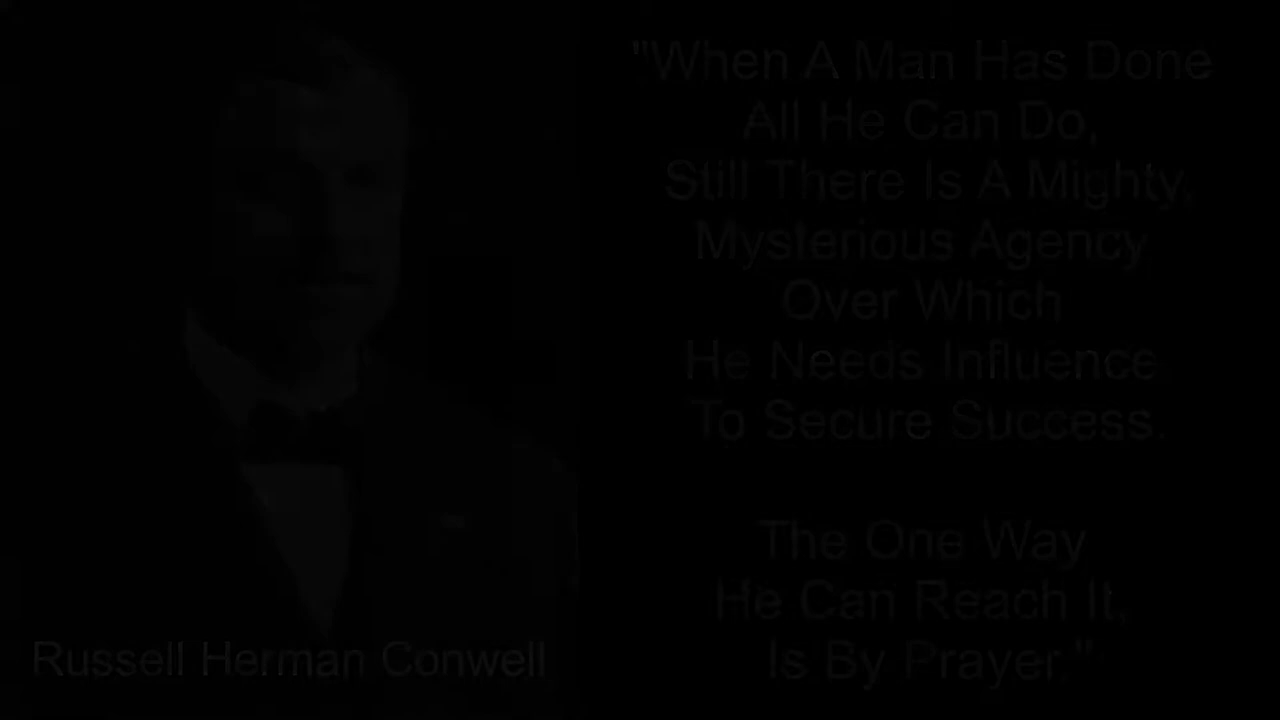 "When A Man Has Done
All He Can Do,
Still There Is A Mighty,
Mysterious Agency
Over Which
He Needs Influence
To Secure Success.
The One Way
He Can Reach It,
Is By Prayer."
Russell Herman Conwell